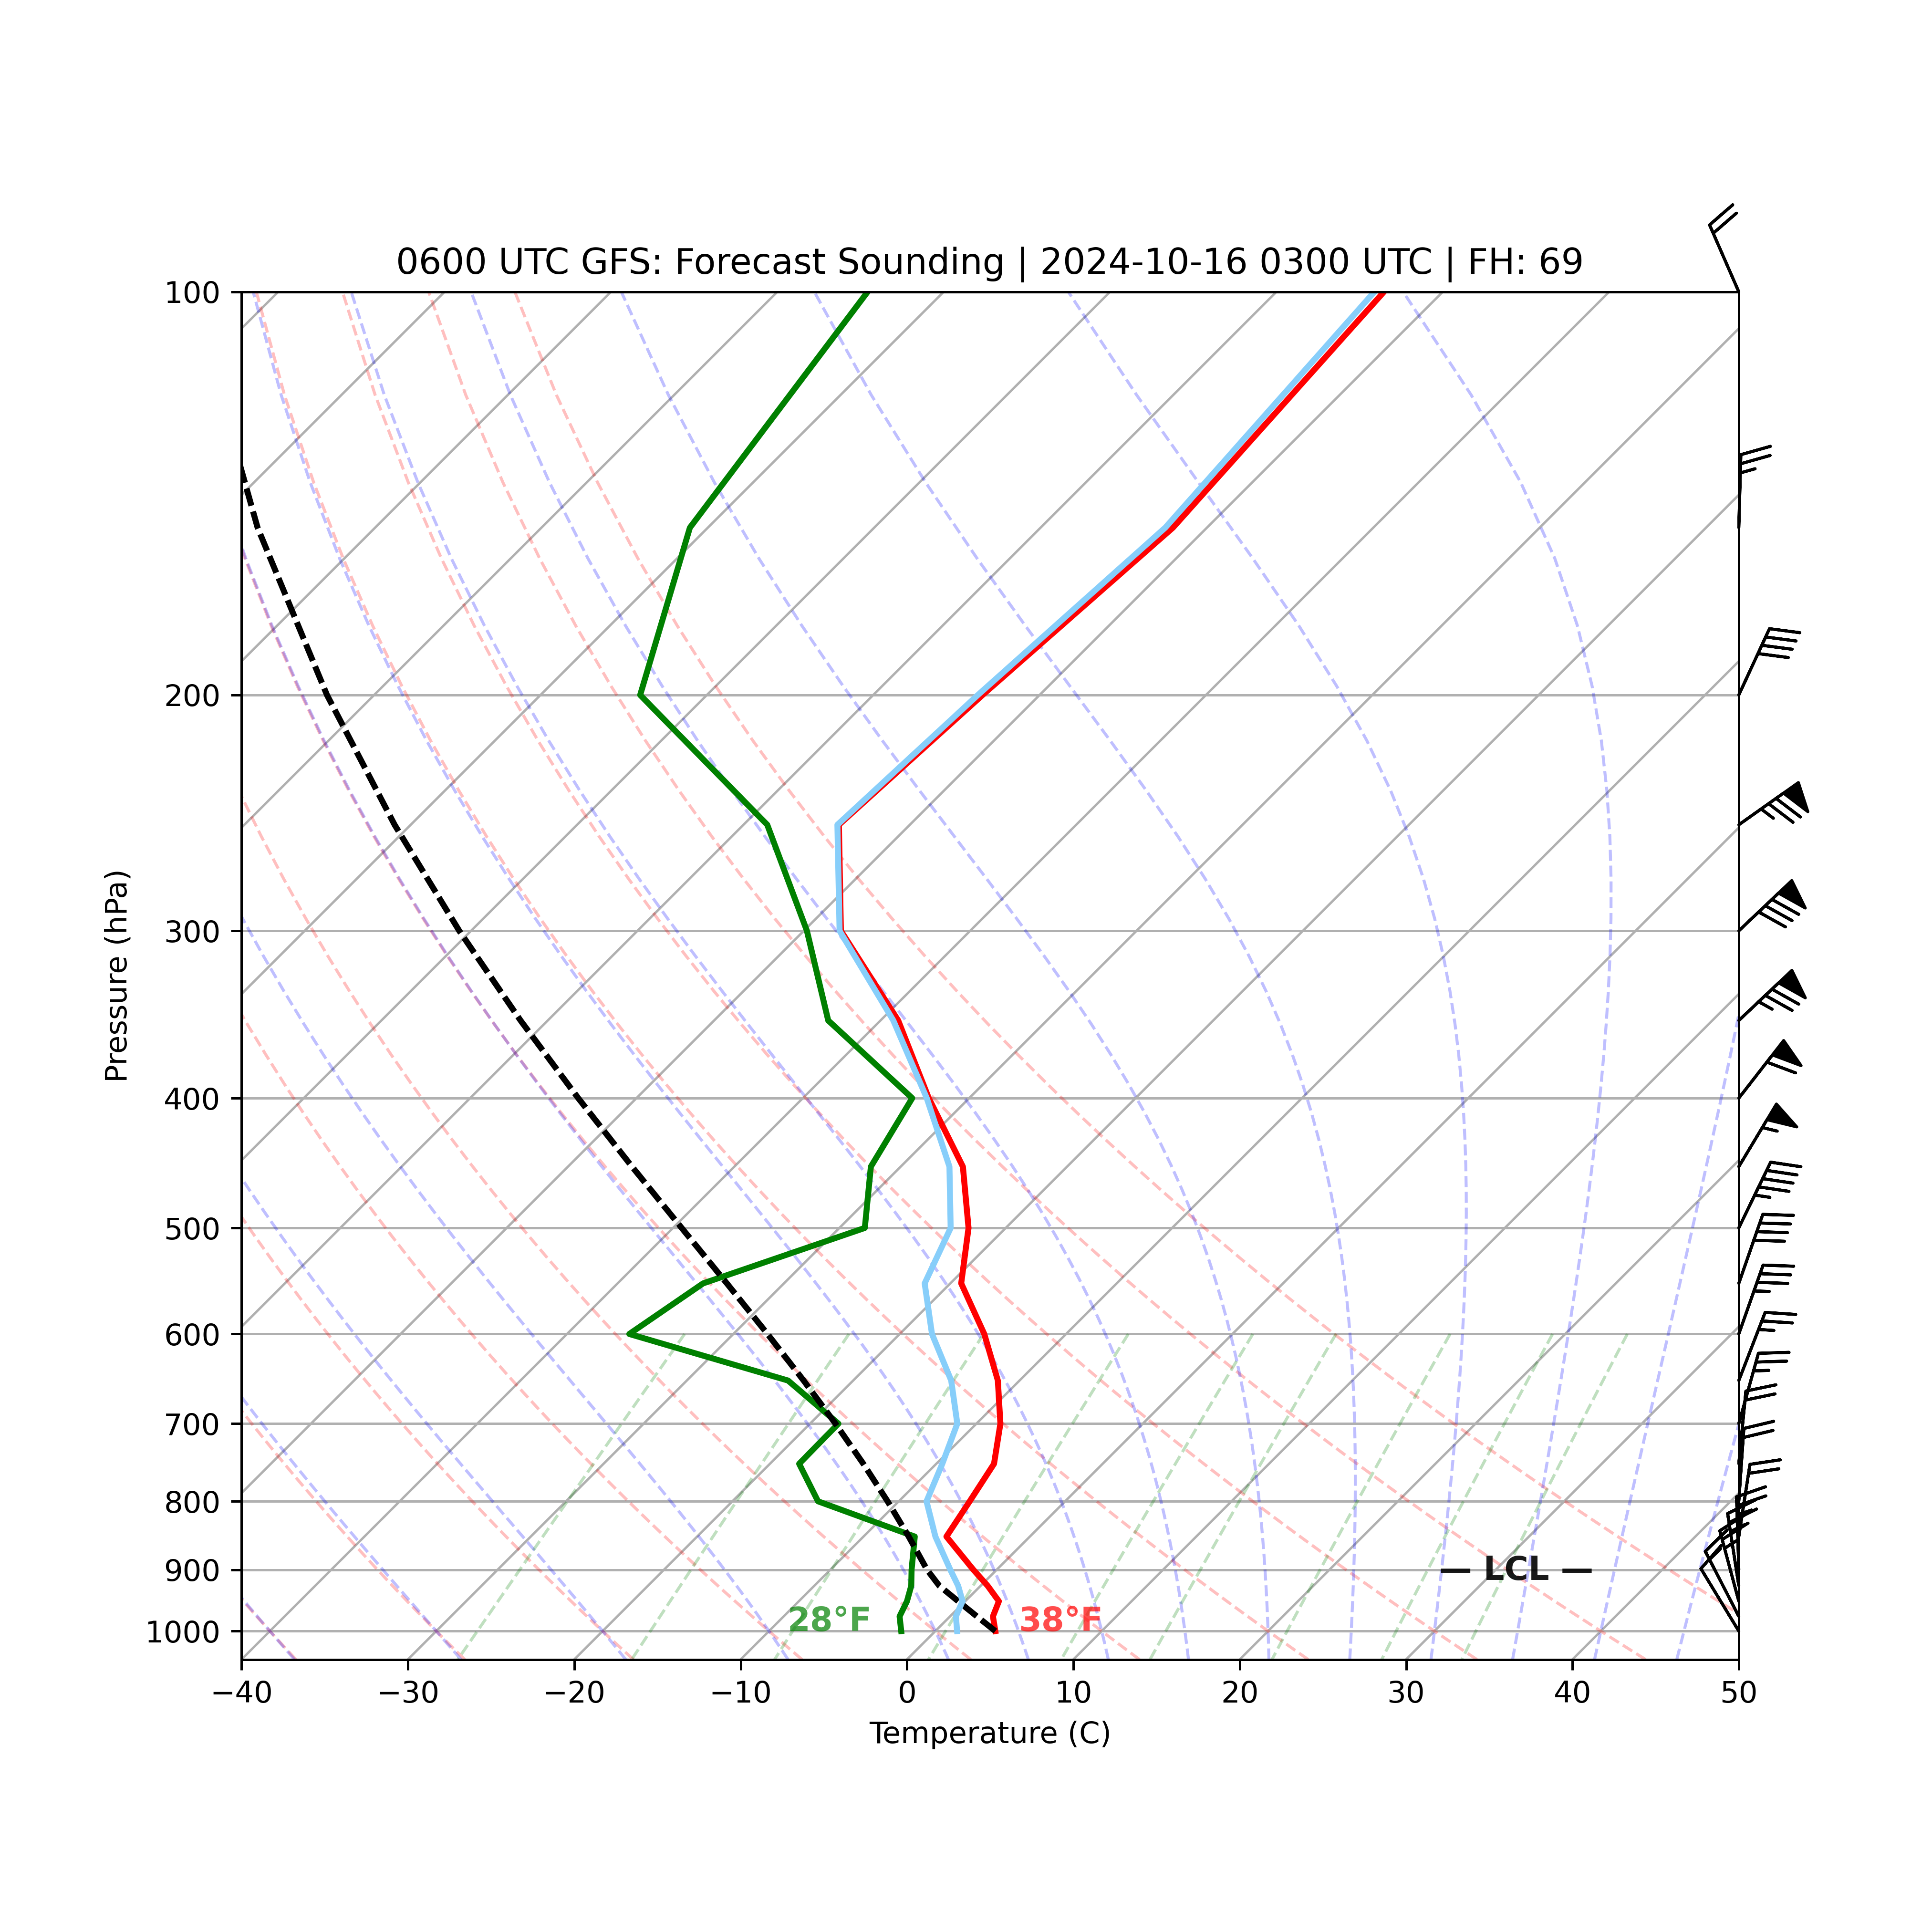 0600 UTC GFS: Forecast Sounding | 2024-10-16 0300 UTC | FH: 69
100
200
300
400
500
600
700
800
900
1000
Pressure (hPa)
— LCL —
28°F
38°F
−40 −30 −20 −10 0 10 20 30 40 50
Temperature (C)